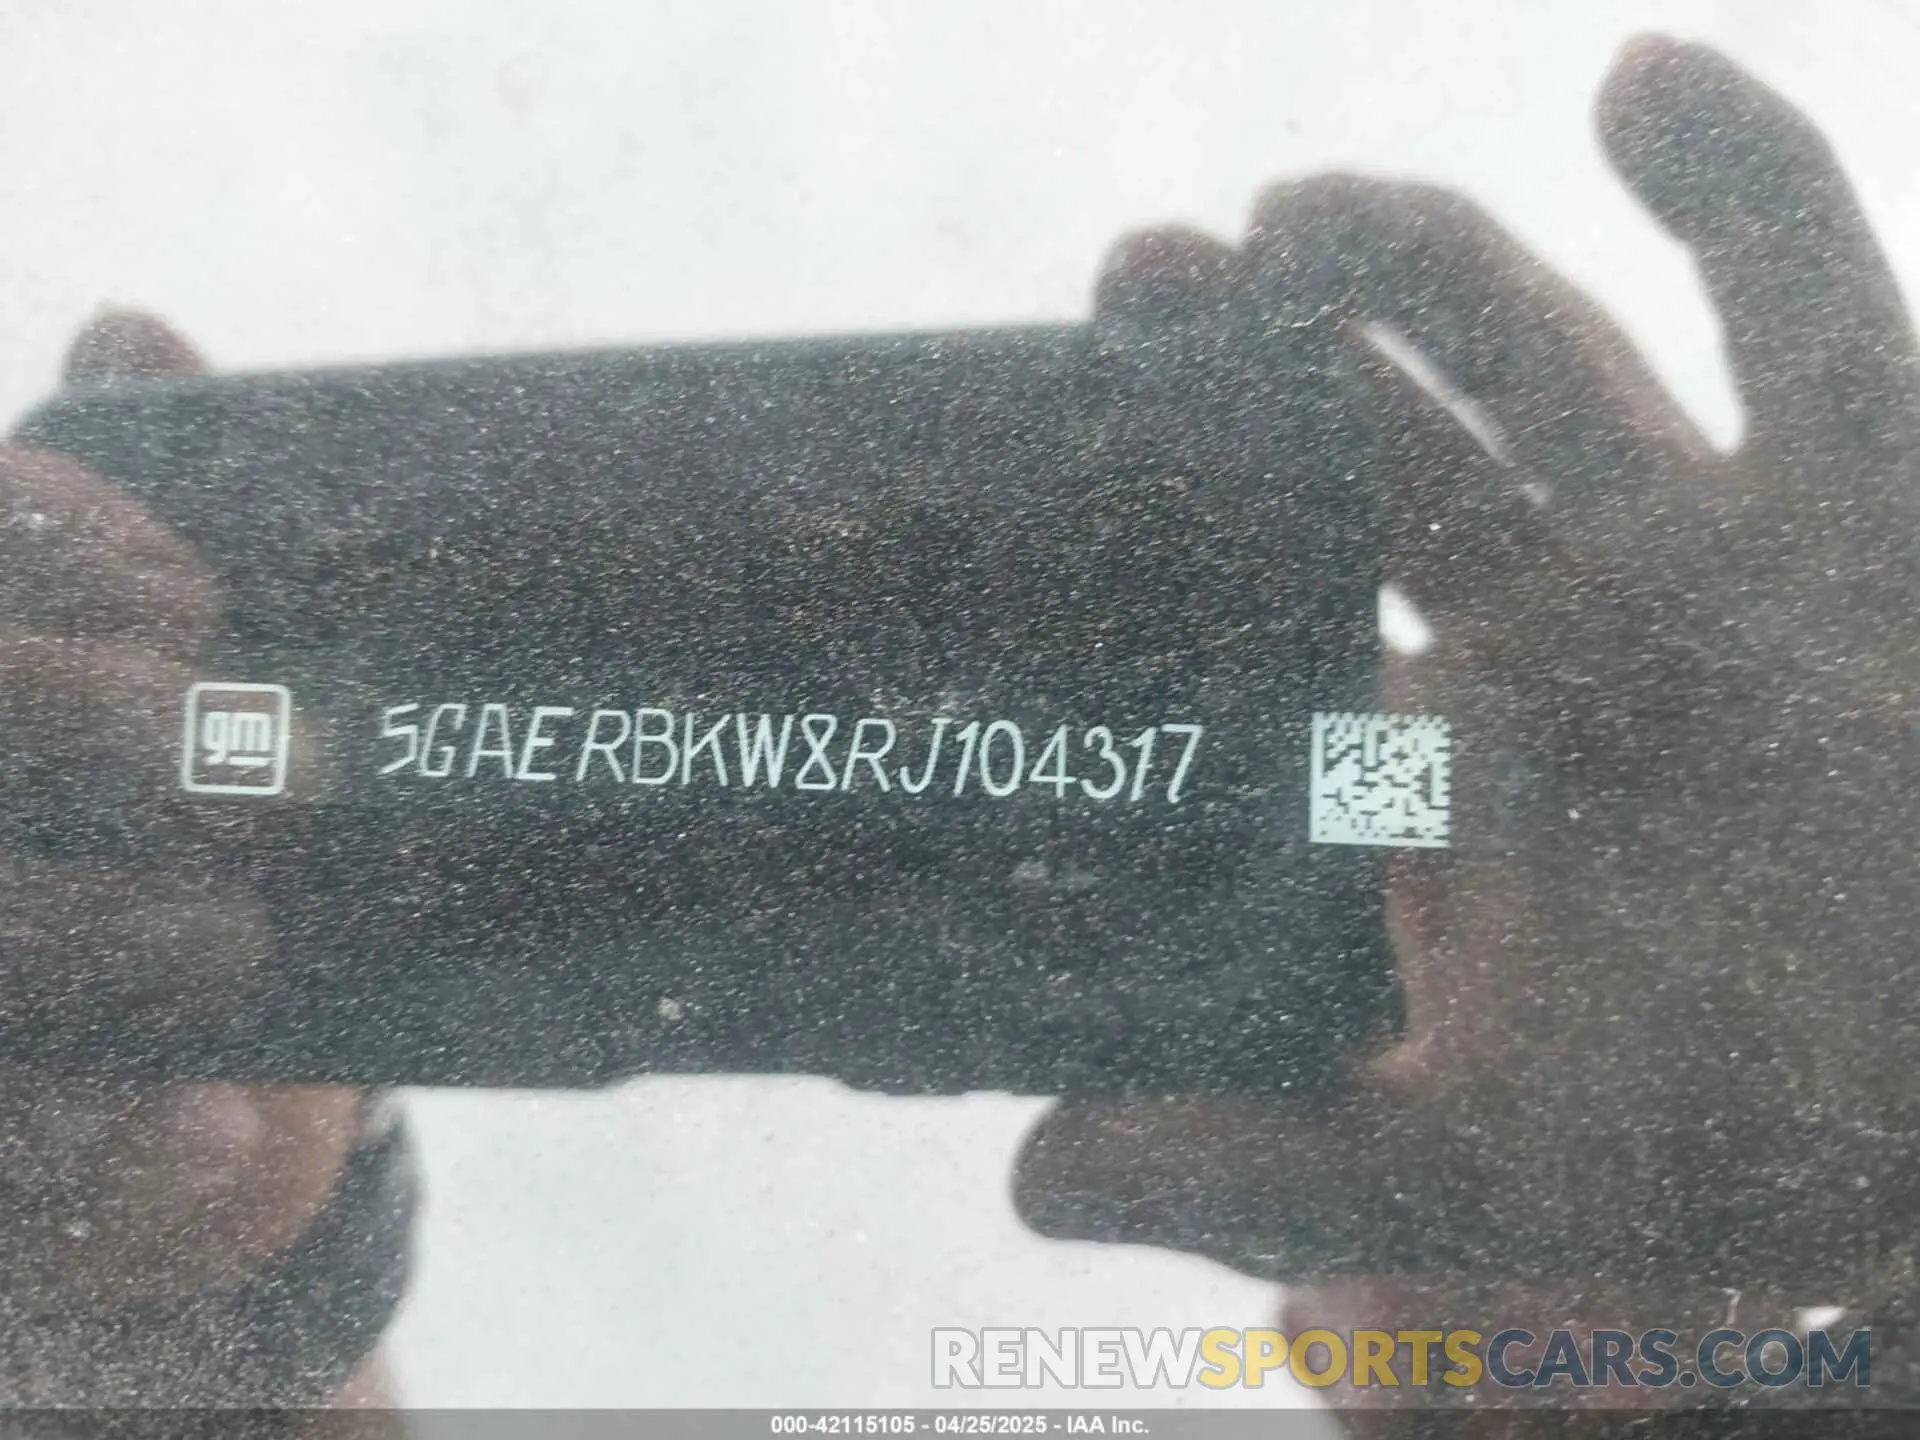 gm 5GAERBKW8RJ104317
RENEWSPORTSCARS.COM
000-42115105 - 04/25/2025 - IAA Inc.